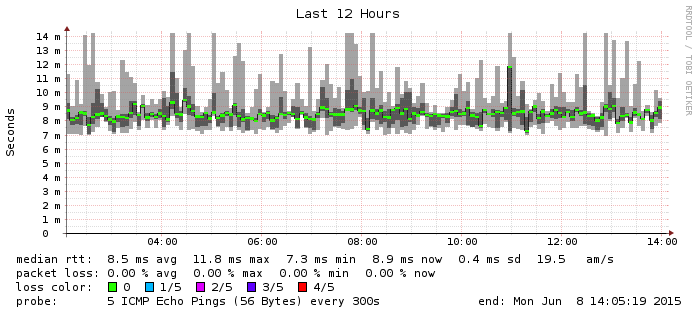 Last 12 Hours
RRDTOOL / TOBI OETIKER
Seconds
14 m
13 m
12 m
11 m
10 m
9 m
8 m
7 m
6 m
5 m
4 m
3 m
2 m
1 m
0
04:00 06:00 08:00 10:00 12:00 14:00
median rtt: 8.5 ms avg 11.8 ms max 7.3 ms min 8.9 ms now 0.4 ms sd 19.5 am/s
packet loss: 0.00 % avg 0.00 % max 0.00 % min 0.00 % now
loss color: 0 1/5 2/5 3/5 4/5
probe: 5 ICMP Echo Pings (56 Bytes) every 300s end: Mon Jun 8 14:05:19 2015